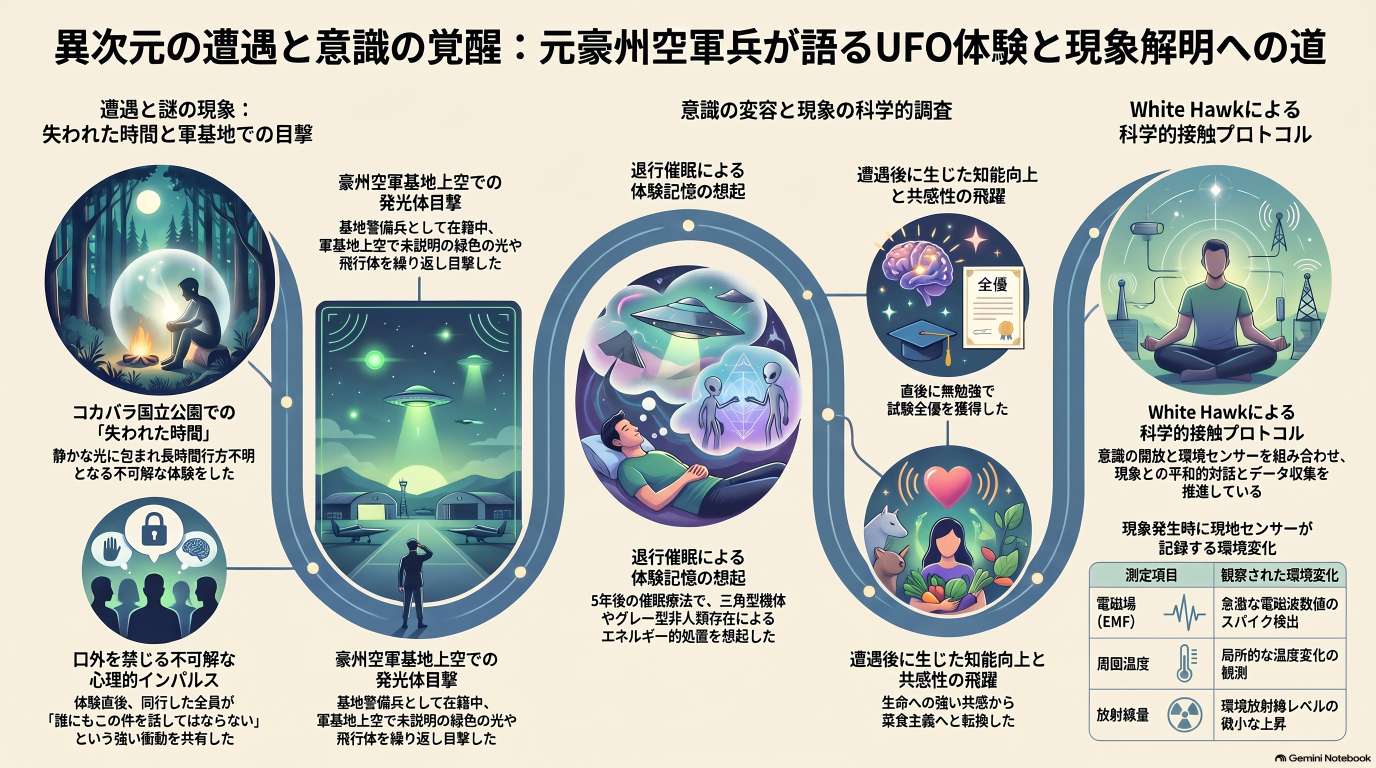 異次元の遭遇と意識の覚醒：元豪州空軍兵が語るUFO体験と現象解明への道
遭遇と謎の現象：
失われた時間と軍基地での目撃
コカバラ国立公園での
「失われた時間」
静かな光に包まれ長時間行方不明
となる不可解な体験をした
口外を禁じる不可解な
心理的インパルス
体験直後、同行した全員が
「誰にもこの件を話してはならない」
という強い衝動を共有した
豪州空軍基地上空での
発光体目撃
基地警備兵として在籍中、
軍基地上空で未説明の緑色の光や
飛行体を繰り返し目撃した
豪州空軍基地上空での
発光体目撃
基地警備兵として在籍中、
軍基地上空で未説明の緑色の光や
飛行体を繰り返し目撃した
意識の変容と現象の科学的調査
退行催眠による
体験記憶の想起
退行催眠による
体験記憶の想起
5年後の催眠療法で、三角型機体
やグレー型非人類存在による
エネルギー的処置を想起した
遭遇後に生じた知能向上
と共感性の飛躍
全優
直後に無勉強で
試験全優を獲得した
遭遇後に生じた知能向上と
共感性の飛躍
生命への強い共感から
菜食主義へと転換した
White Hawkによる
科学的接触プロトコル
White Hawkによる
科学的接触プロトコル
意識の開放と環境センサーを組み合わせ、
現象との平和的対話とデータ収集を
推進している
現象発生時に現地センサーが
記録する環境変化
測定項目 観察された環境変化
電磁場 急激な電磁波数値の
（EMF） スパイク検出
周囲温度 局所的な温度変化の
観測
放射線量 環境放射線レベルの
微小な上昇
Gemini Notebook